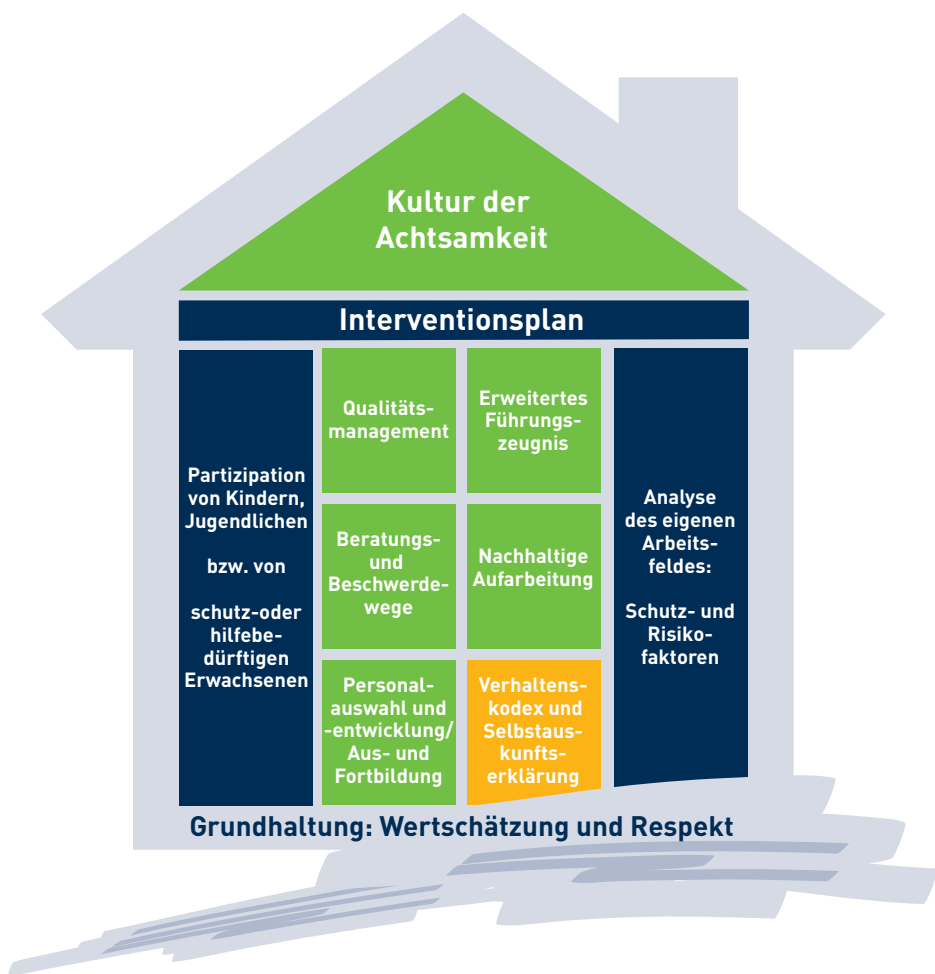 Kultur der
Achtsamkeit
Interventionsplan
Partizipation
von Kindern,
Jugendlichen
bzw. von
schutz-oder
hilfebe-
dürftigen
Erwachsenen
Qualitäts-
management
Erweitertes
Führungs-
zeugnis
Beratungs-
und
Beschwerde-
wege
Nachhaltige
Aufarbeitung
Personal-
auswahl und
-entwicklung/
Aus- und
Fortbildung
Verhaltens-
kodex und
Selbstaus-
kunfts-
erklärung
Analyse
des eigenen
Arbeits-
feldes:
Schutz- und
Risiko-
faktoren
Grundhaltung: Wertschätzung und Respekt